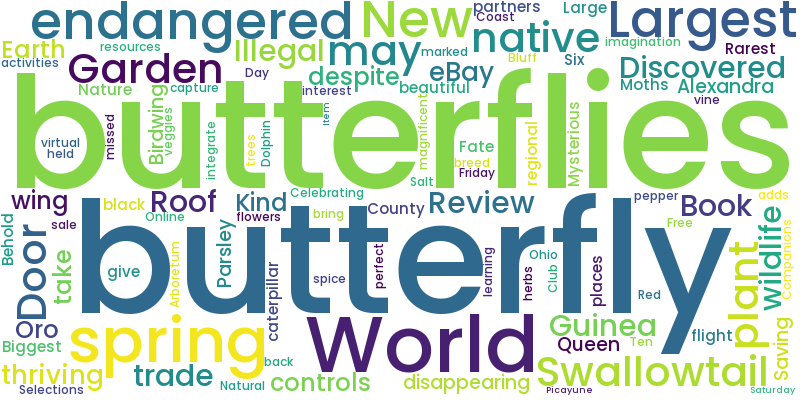 endangered
New
partners
Coast
Large
Largest
Earth
resources
Illegal
may
native
marked
Bluff
Six
imagination
Rarest
activities
Garden
Day
despite
eBay
Discovered
Nature
capture
interest
beautiful
Moths
Alexandra
vine
butterflies
virtual
held
missed
Birdwing
veggies
integrate
trees
Dolphin
Item
magnificent
Fate
breed
Friday
Salt
regional
Mysterious
wing
black
Roof
Kind
Celebrating
County
Review
pepper
Book
adds
Behold
sale
Door
Online
flowers
bring
Free
Companions
butterfly
take
give
Arboretum
Parsley
caterpillar
spice
perfect
learning
herbs
Ohio
Club
places
Red
plant
Wildlife
Oro
Biggest
spring
World
Guinea
Queen
Ten
flight
Saving
thriving
trade
back
Natural
controls
disappearing
Swallowtail
Selections
Picayune
Saturday